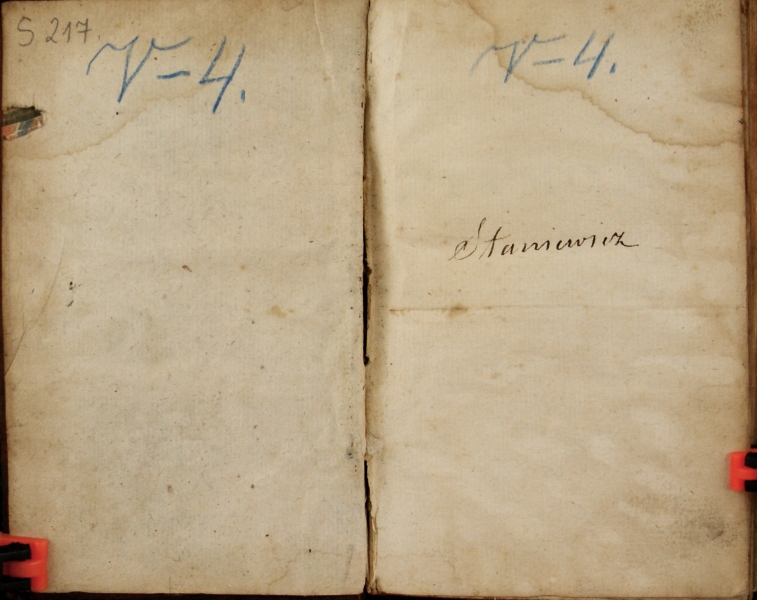 S 217.
V-4.
V-4.
Staniewicz